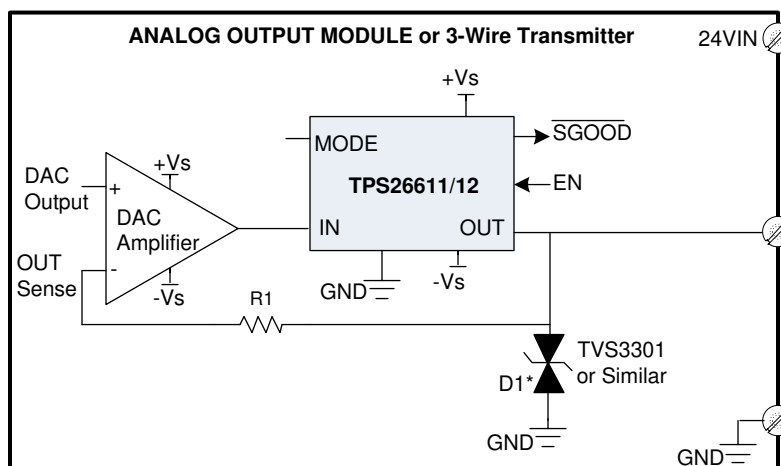 ANALOG OUTPUT MODULE or 3-Wire Transmitter
24VIN
+Vs
MODE
SGOOD
TPS26611/12
EN
DAC
Output
+
+Vs
DAC
Amplifier
IN
OUT
OUT
Sense
-
-Vs
GND
-Vs
R1
D1*
TVS3301
or Similar
GND
GND